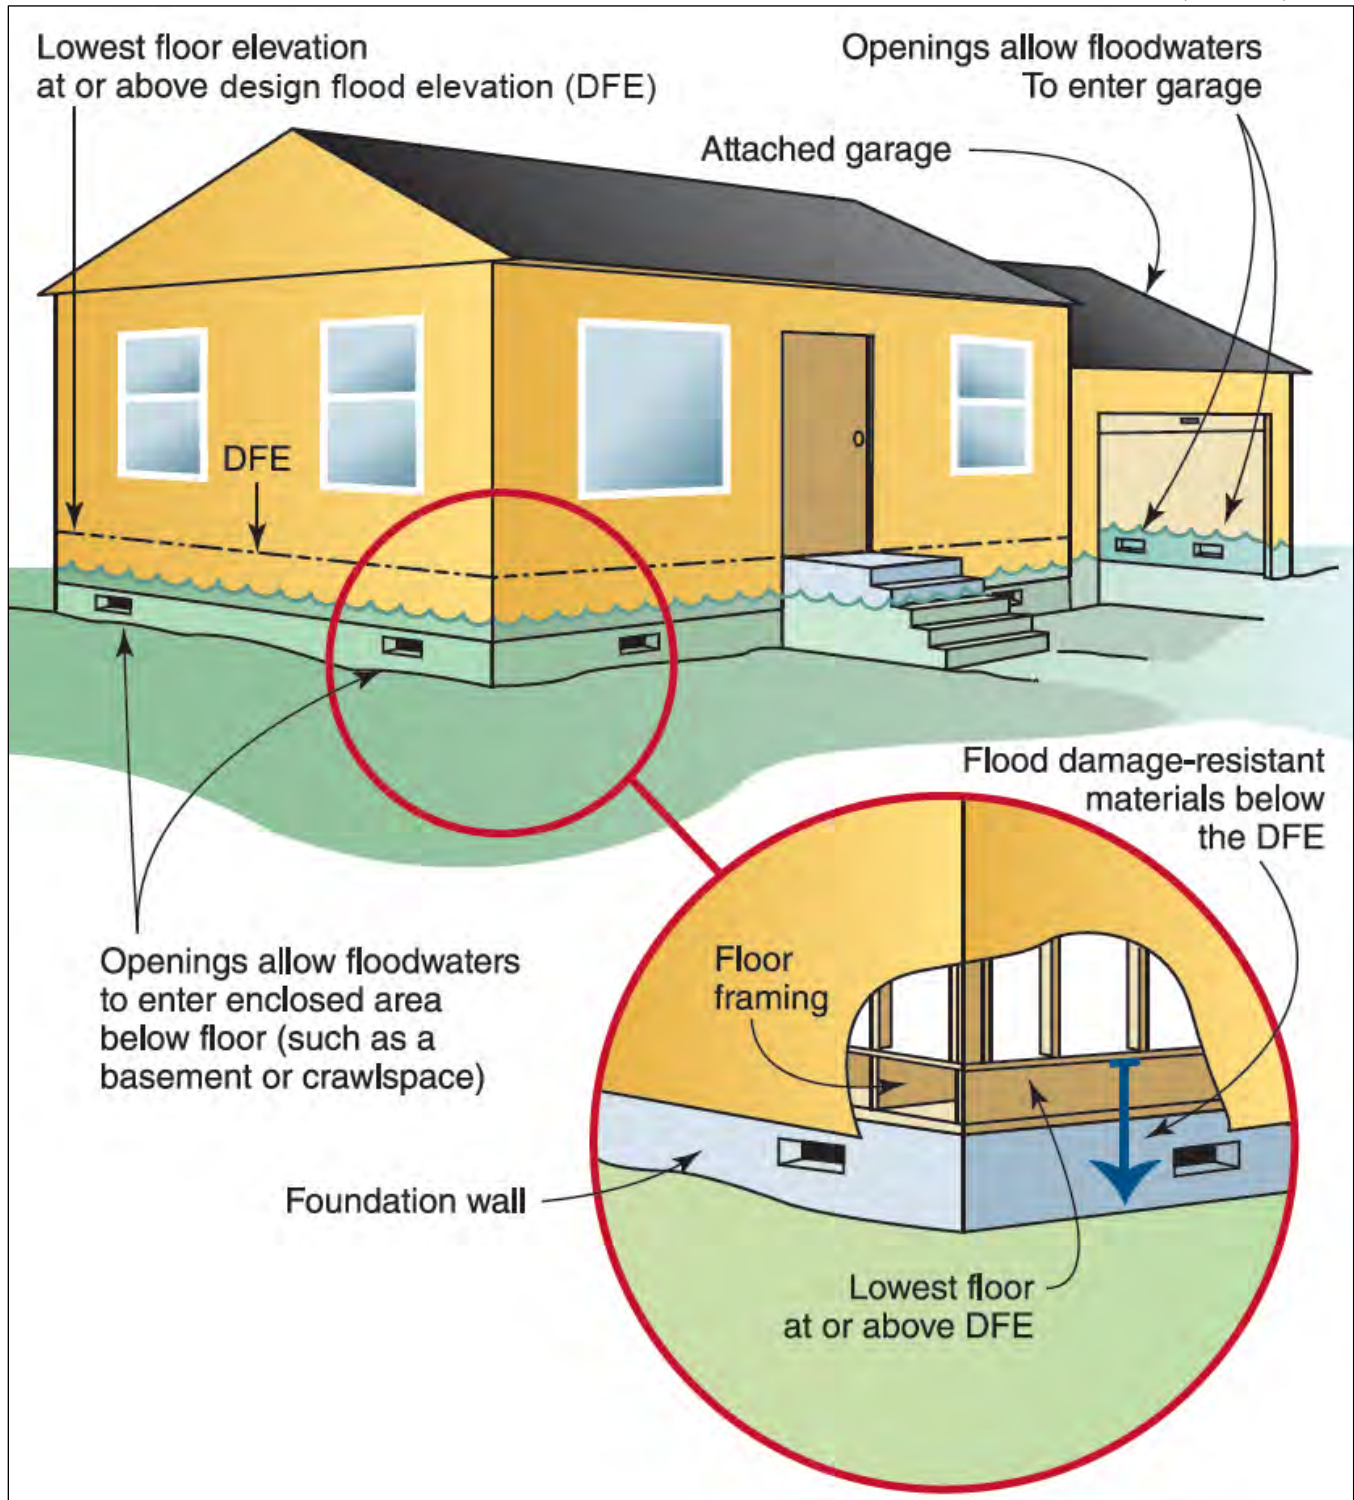 Lowest floor elevation
at or above design flood elevation (DFE)
Openings allow floodwaters
To enter garage
Attached garage
DFE
Flood damage-resistant
materials below
the DFE
Openings allow floodwaters
to enter enclosed area
below floor (such as a
basement or crawlspace)
Floor
framing
Foundation wall
Lowest floor
at or above DFE